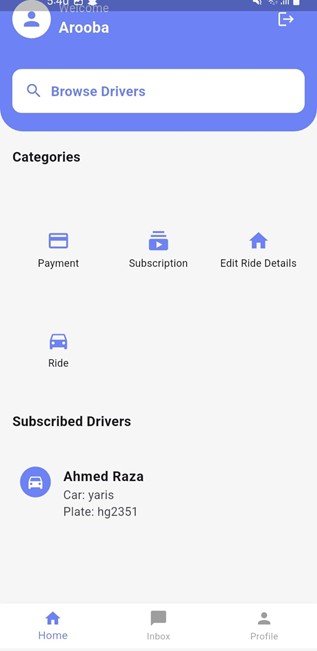 5:40
Welcome
Arooba
Browse Drivers
Categories
Payment
Subscription
Edit Ride Details
Ride
Subscribed Drivers
Ahmed Raza
Car: yaris
Plate: hg2351
Home
Inbox
Profile